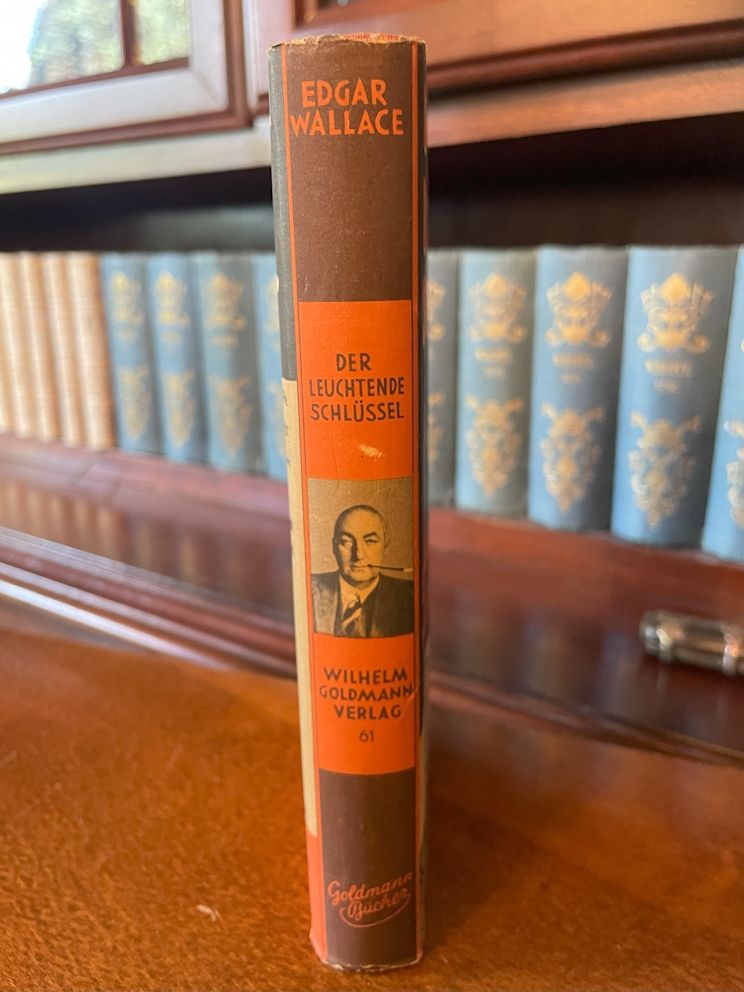 EDGAR
WALLACE
DER
LEUCHTENDE
SCHLÜSSEL
WILHELM
GOLDMANN
VERLAG
61
Goldmann
Bücher